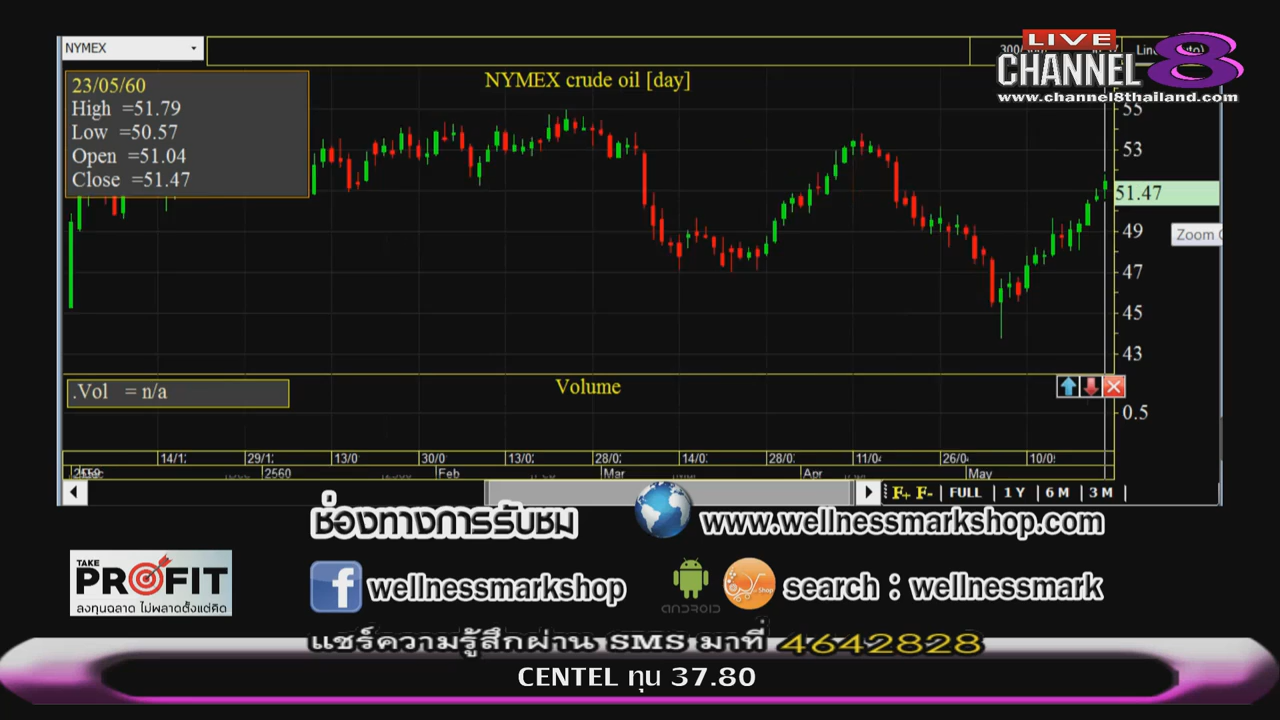 NYMEX
LIVE
CHANNEL 8
www.channel8thailand.com
NYMEX crude oil [day]
23/05/60
High =51.79
Low =50.57
Open =51.04
Close =51.47
55
53
51.47
49
47
45
43
Zoom
.Vol = n/a
Volume
0.5
14/1 29/1 13/0 30/0 13/0 28/0 14/0 28/0 11/04 26/04 10/0
2560 Feb Mar Apr May
F+ F- FULL 1 Y 6 M 3 M
ช่องทางการรับชม
www.wellnessmarkshop.com
TAKE
PROFIT
ลงทุนฉลาด ไม่พลาดตั้งแต่คิด
f wellnessmarkshop
ANDROID
Shop
search : wellnessmark
แชร์ความรู้สึกผ่าน SMS มาที่ 4642828
CENTEL ทุน 37.80